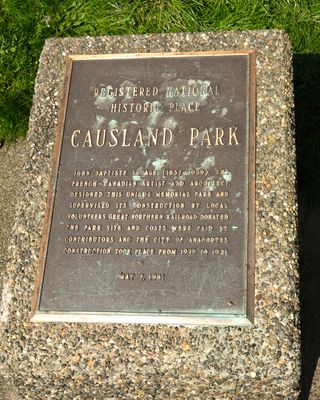 REGISTERED NATIONAL
HISTORIC PLACE
CAUSLAND PARK
JOHN BAPTISTE LEPAGE (1857-1939), THE
FRENCH-CANADIAN ARTIST AND ARCHITECT,
DESIGNED THIS UNIQUE MEMORIAL PARK AND
SUPERVISED ITS CONSTRUCTION BY LOCAL
VOLUNTEERS GREAT NORTHERN RAILROAD DONATED
THE PARK SITE, AND COSTS WERE PAID BY
CONTRIBUTORS AND THE CITY OF ANACORTES
CONSTRUCTION TOOK PLACE FROM 1919 TO 1921
MAY 7, 1981